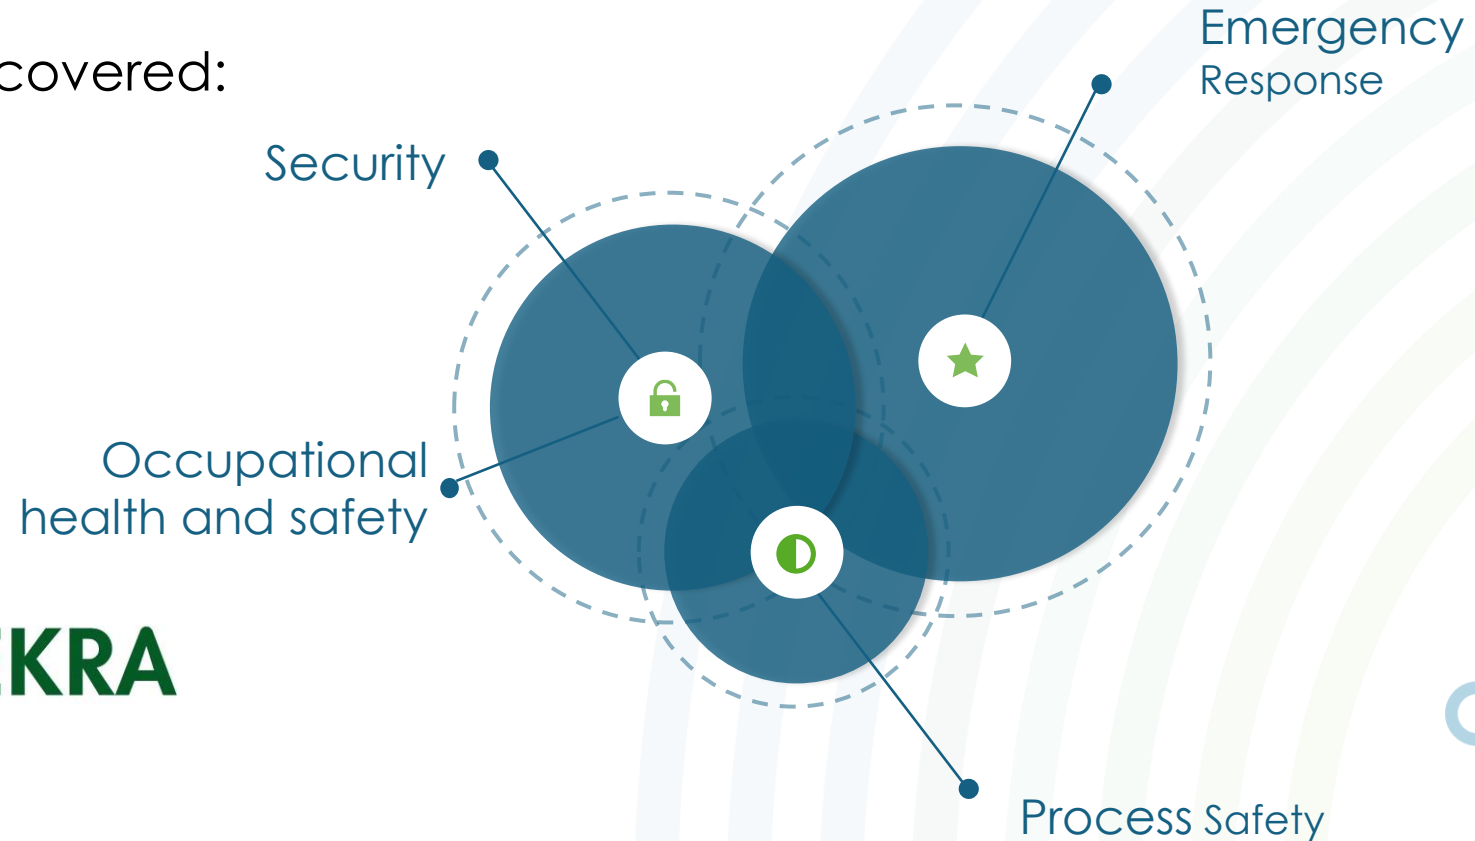 covered:
Emergency
Response
Security
Occupational
health and safety
KRA
Process Safety